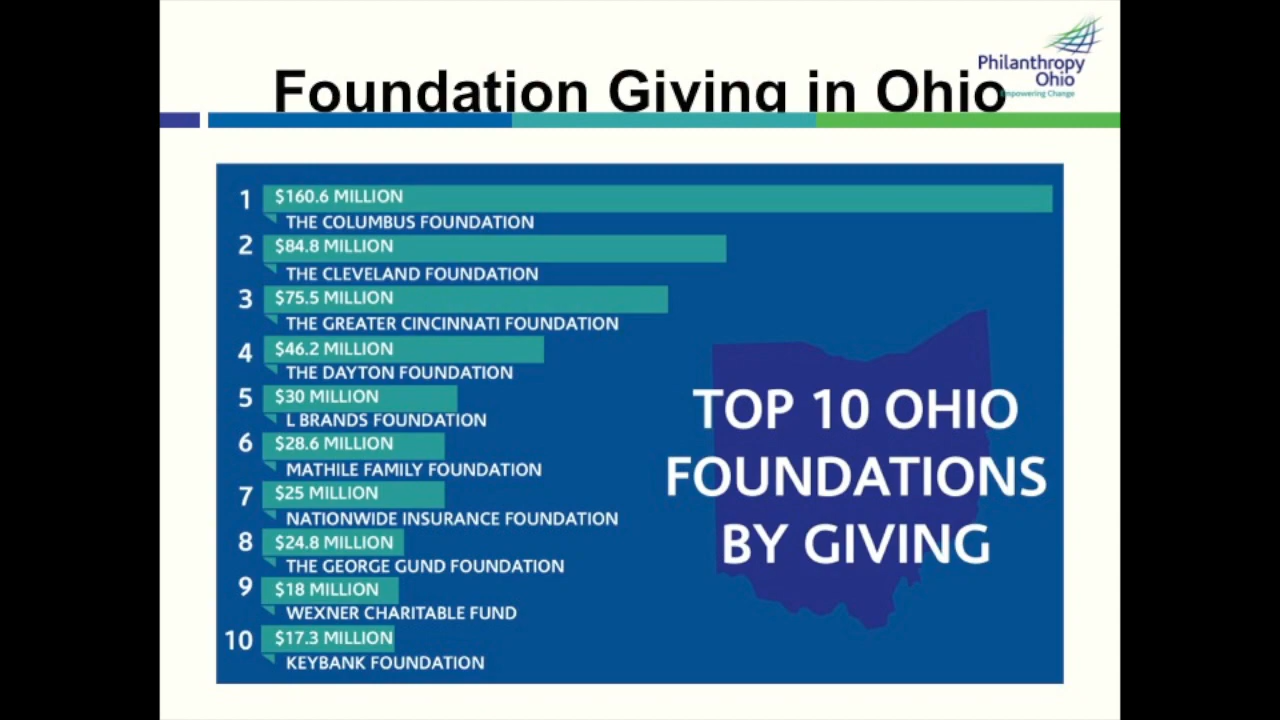 Philanthropy
Ohio
Empowering Change
Foundation Giving in Ohio
1 $160.6 MILLION
THE COLUMBUS FOUNDATION
2 $84.8 MILLION
THE CLEVELAND FOUNDATION
3 $75.5 MILLION
THE GREATER CINCINNATI FOUNDATION
4 $46.2 MILLION
THE DAYTON FOUNDATION
5 $30 MILLION
L BRANDS FOUNDATION
6 $28.6 MILLION
MATHILE FAMILY FOUNDATION
7 $25 MILLION
NATIONWIDE INSURANCE FOUNDATION
8 $24.8 MILLION
THE GEORGE GUND FOUNDATION
9 $18 MILLION
WEXNER CHARITABLE FUND
10 $17.3 MILLION
KEYBANK FOUNDATION
TOP 10 OHIO
FOUNDATIONS
BY GIVING